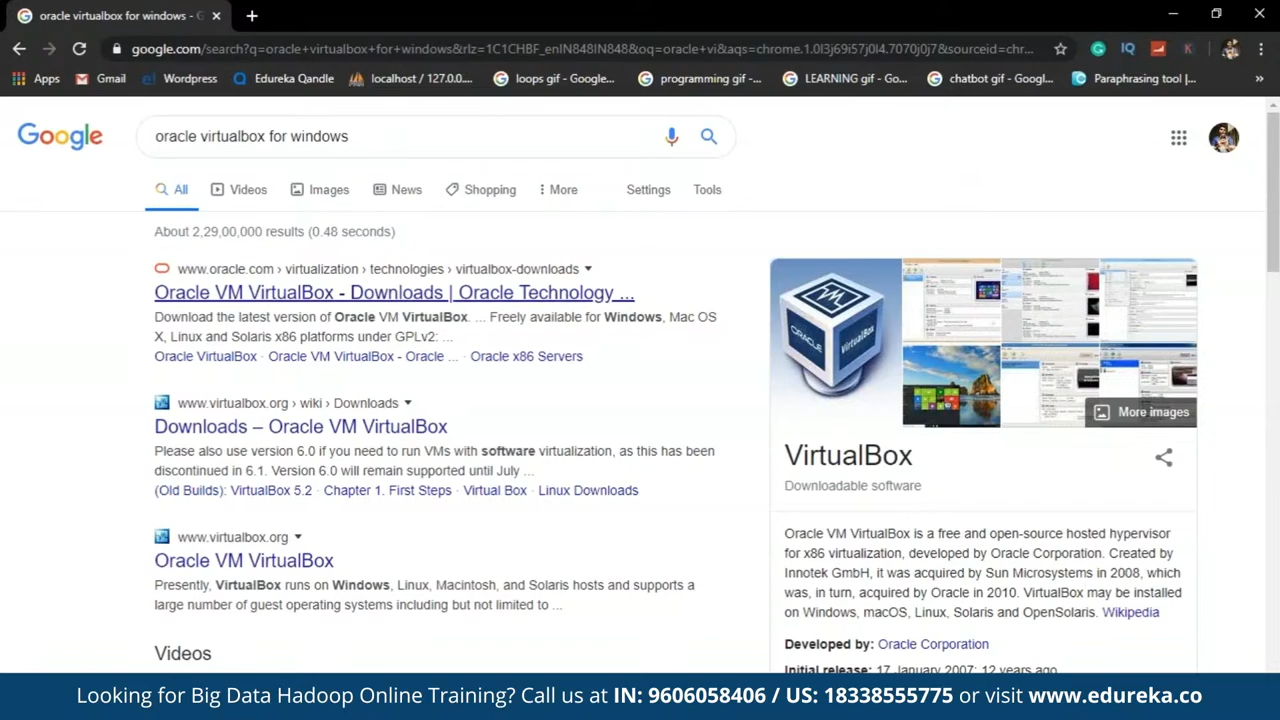 oracle virtualbox for windows - G
google.com/search?q=oracle+virtualbox+for+windows&rlz=1C1CHBF_enIN848IN848&oq=oracle+vi&aqs=chrome.1.0l3j69i57j0l4.7070j0j7&sourceid=chr...
IQ
K
Apps
Gmail
Wordpress
Edureka Qandle
localhost / 127.0....
loops gif - Google...
programming gif -...
LEARNING gif - Go...
chatbot gif - Googl...
Paraphrasing tool |...
»
Google
oracle virtualbox for windows
All
Videos
Images
News
Shopping
More
Settings
Tools
About 2,29,00,000 results (0.48 seconds)
www.oracle.com › virtualization › technologies › virtualbox-downloads
Oracle VM VirtualBox - Downloads | Oracle Technology ...
Download the latest version of Oracle VM VirtualBox. ... Freely available for Windows, Mac OS
X, Linux and Solaris x86 platforms under GPLv2: ...
Oracle VirtualBox · Oracle VM VirtualBox - Oracle ... · Oracle x86 Servers
www.virtualbox.org › wiki › Downloads
Downloads – Oracle VM VirtualBox
Please also use version 6.0 if you need to run VMs with software virtualization, as this has been
discontinued in 6.1. Version 6.0 will remain supported until July ...
(Old Builds): VirtualBox 5.2 · Chapter 1. First Steps · Virtual Box · Linux Downloads
www.virtualbox.org
Oracle VM VirtualBox
Presently, VirtualBox runs on Windows, Linux, Macintosh, and Solaris hosts and supports a
large number of guest operating systems including but not limited to ...
Videos
ORACLE
VirtualBox
More images
VirtualBox
Downloadable software
Oracle VM VirtualBox is a free and open-source hosted hypervisor
for x86 virtualization, developed by Oracle Corporation. Created by
Innotek GmbH, it was acquired by Sun Microsystems in 2008, which
was, in turn, acquired by Oracle in 2010. VirtualBox may be installed
on Windows, macOS, Linux, Solaris and OpenSolaris. Wikipedia
Developed by: Oracle Corporation
Initial release: 17 January 2007; 12 years ago
Looking for Big Data Hadoop Online Training? Call us at IN: 9606058406 / US: 18338555775 or visit www.edureka.co